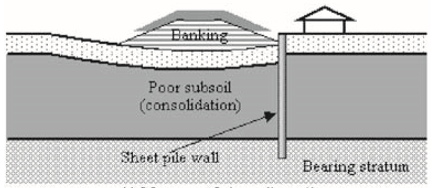 Banking
Poor subsoil
(consolidation)
Sheet pile wall
Bearing stratum